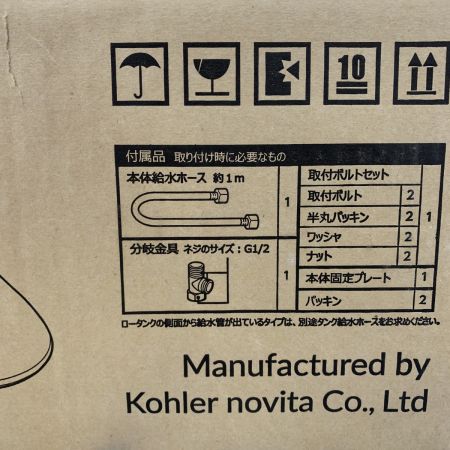 10
付属品 取り付け時に必要なもの
本体給水ホース 約1m
1
分岐金具 ネジのサイズ：G1/2
1
取付ボルトセット
取付ボルト 2
半丸パッキン 2
1
ワッシャ 2
ナット 2
本体固定プレート 1
パッキン 2
ロータンクの側面から給水管が出ているタイプは、別途タンク給水ホースをお求めください。
Manufactured by
Kohler novita Co., Ltd